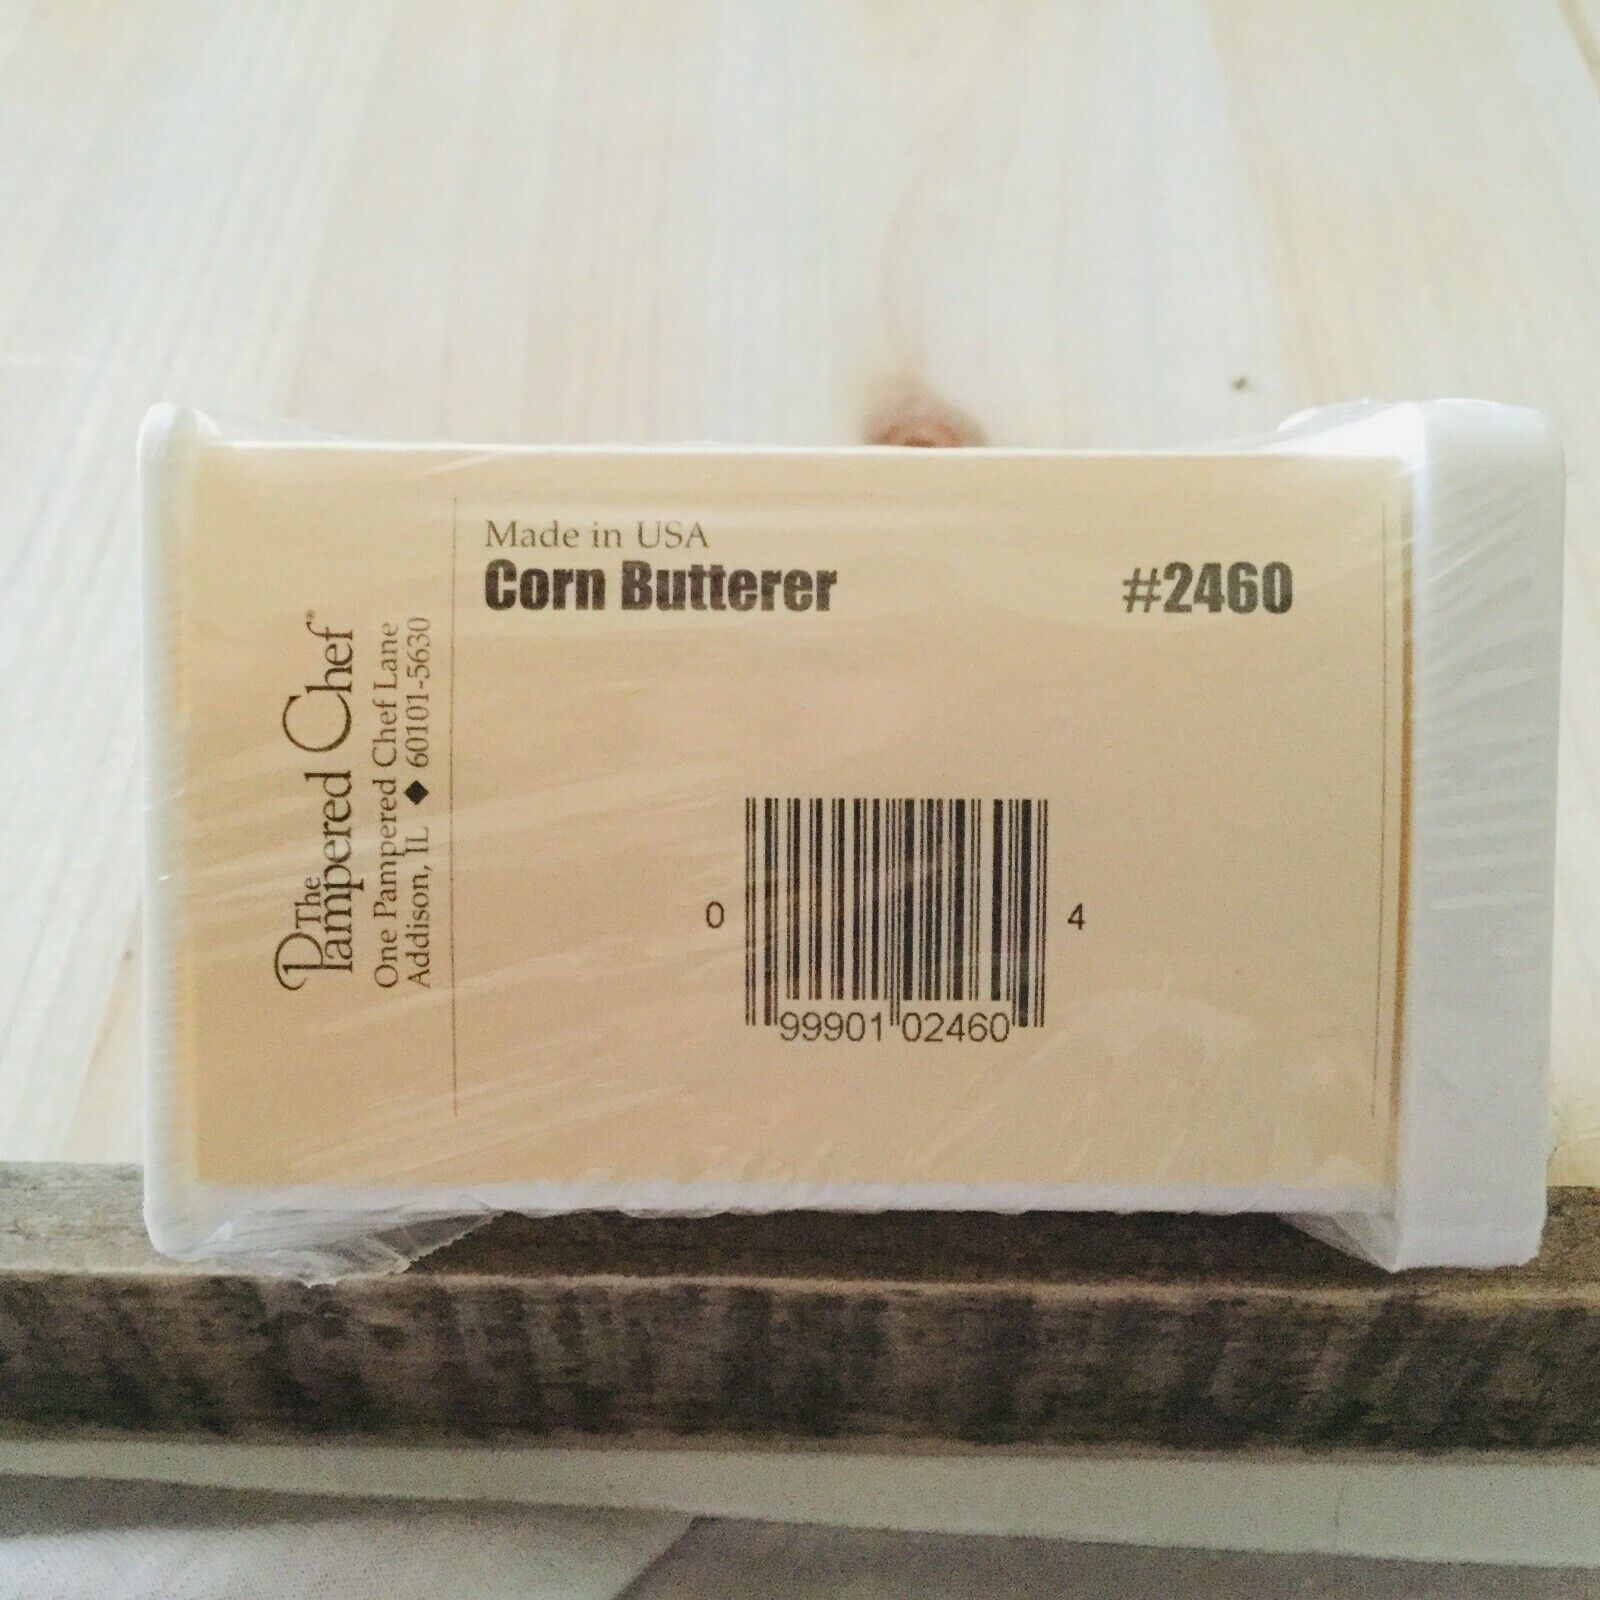 The
Pampered Chef®
One Pampered Chef Lane
Addison, IL ◆ 60101-5630
Made in USA
Corn Butterer #2460
0 99901 02460 4